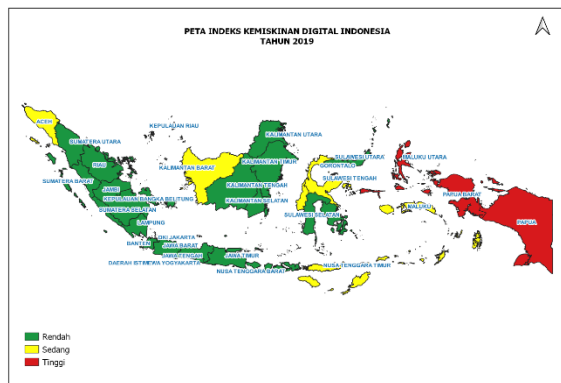 PETA INDEKS KEMISKINAN DIGITAL INDONESIA
TAHUN 2019
ACEH
SUMATERA UTARA
KEPULAUAN RIAU
RIAU
SUMATERA BARAT
JAMBI
KEPULAUAN BANGKA BELITUNG
SUMATERA SELATAN
LAMPUNG
DKI JAKARTA
BANTEN
JAWA BARAT
JAWA TENGAH
JAWA TIMUR
DAERAH ISTIMEWA YOGYAKARTA
NUSA TENGGARA BARAT
NUSA TENGGARA TIMUR
KALIMANTAN UTARA
KALIMANTAN BARAT
KALIMANTAN TIMUR
KALIMANTAN TENGAH
KALIMANTAN SELATAN
SULAWESI UTARA
GORONTALO
SULAWESI TENGAH
SULAWESI SELATAN
MALUKU UTARA
MALUKU
PAPUA BARAT
PAPUA
Rendah
Sedang
Tinggi